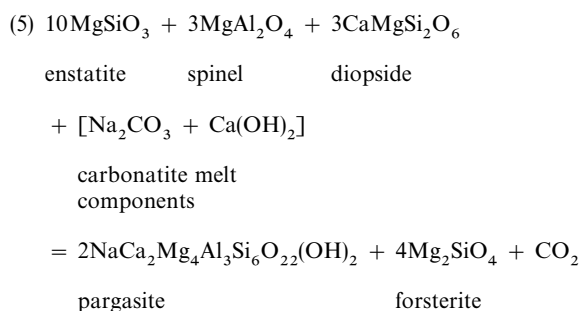 (5) 10MgSiO₃ + 3MgAl₂O₄ + 3CaMgSi₂O₆
enstatite spinel diopside
+ [Na₂CO₃ + Ca(OH)₂]
carbonatite melt
components
= 2NaCa₂Mg₄Al₃Si₆O₂₂(OH)₂ + 4Mg₂SiO₄ + CO₂
pargasite forsterite